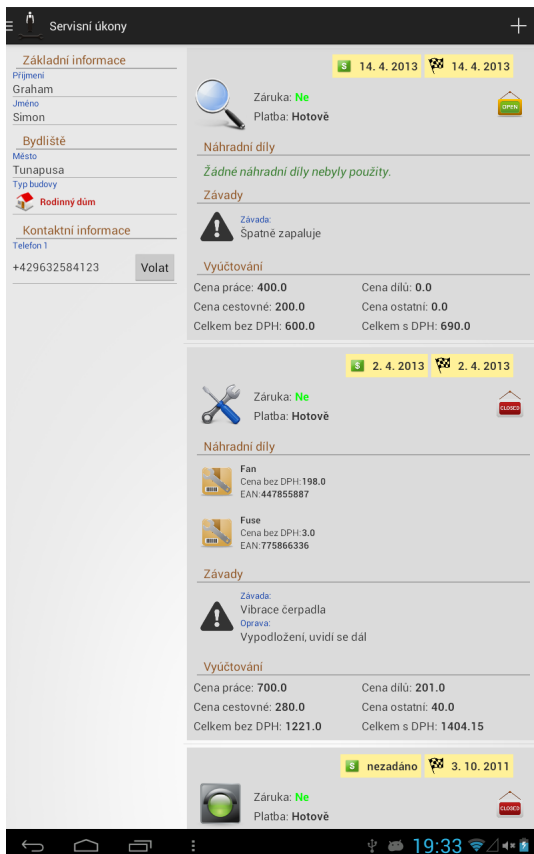 Servisní úkony
Základní informace
Příjmení
Graham
Jméno
Simon
Bydliště
Město
Tunapusa
Typ budovy
Rodinný dům
Kontaktní informace
Telefon 1
+429632584123
Volat
14. 4. 2013 14. 4. 2013
Záruka: Ne
Platba: Hotově
OPEN
Náhradní díly
Žádné náhradní díly nebyly použity.
Závady
Závada:
Špatně zapaluje
Vyúčtování
Cena práce: 400.0 Cena dílů: 0.0
Cena cestovné: 200.0 Cena ostatní: 0.0
Celkem bez DPH: 600.0 Celkem s DPH: 690.0
2. 4. 2013 2. 4. 2013
Záruka: Ne
Platba: Hotově
CLOSED
Náhradní díly
Fan
Cena bez DPH:198.0
EAN:447855887
Fuse
Cena bez DPH:3.0
EAN:775866336
Závady
Závada:
Vibrace čerpadla
Oprava:
Vypodložení, uvidí se dál
Vyúčtování
Cena práce: 700.0 Cena dílů: 201.0
Cena cestovné: 280.0 Cena ostatní: 40.0
Celkem bez DPH: 1221.0 Celkem s DPH: 1404.15
nezadáno 3. 10. 2011
Záruka: Ne
Platba: Hotově
CLOSED
19:33